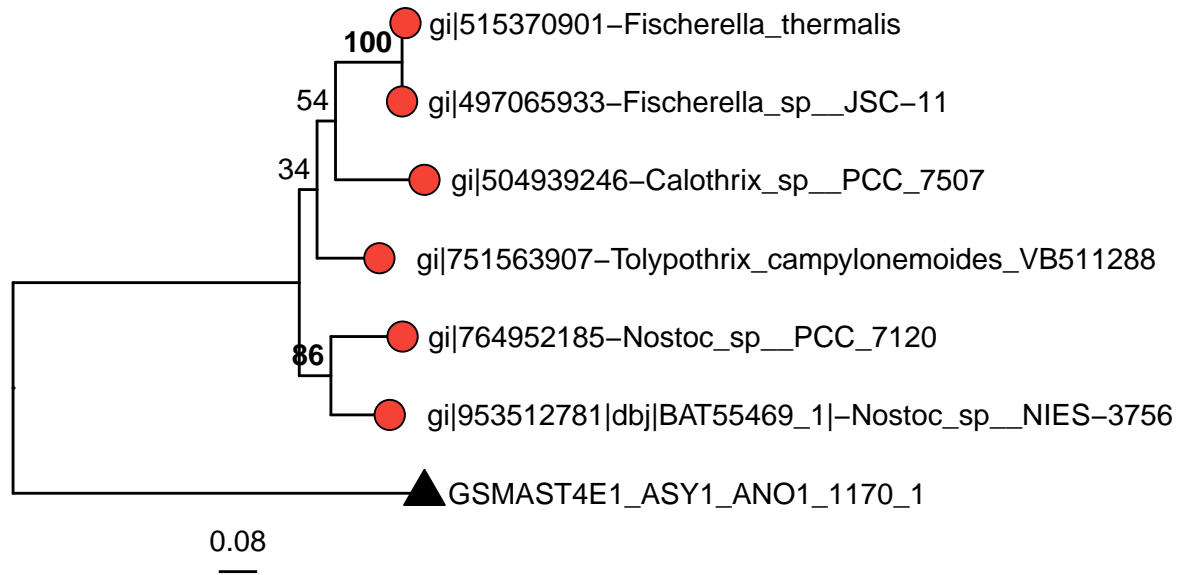 gi|515370901–Fischerella_thermalis
100
gi|497065933–Fischerella_sp__JSC–11
54
34
gi|504939246–Calothrix_sp__PCC_7507
gi|751563907–Tolypothrix_campylonemoides_VB511288
gi|764952185–Nostoc_sp__PCC_7120
86
gi|953512781|dbj|BAT55469_1|–Nostoc_sp__NIES–3756
GSMAST4E1_ASY1_ANO1_1170_1
0.08